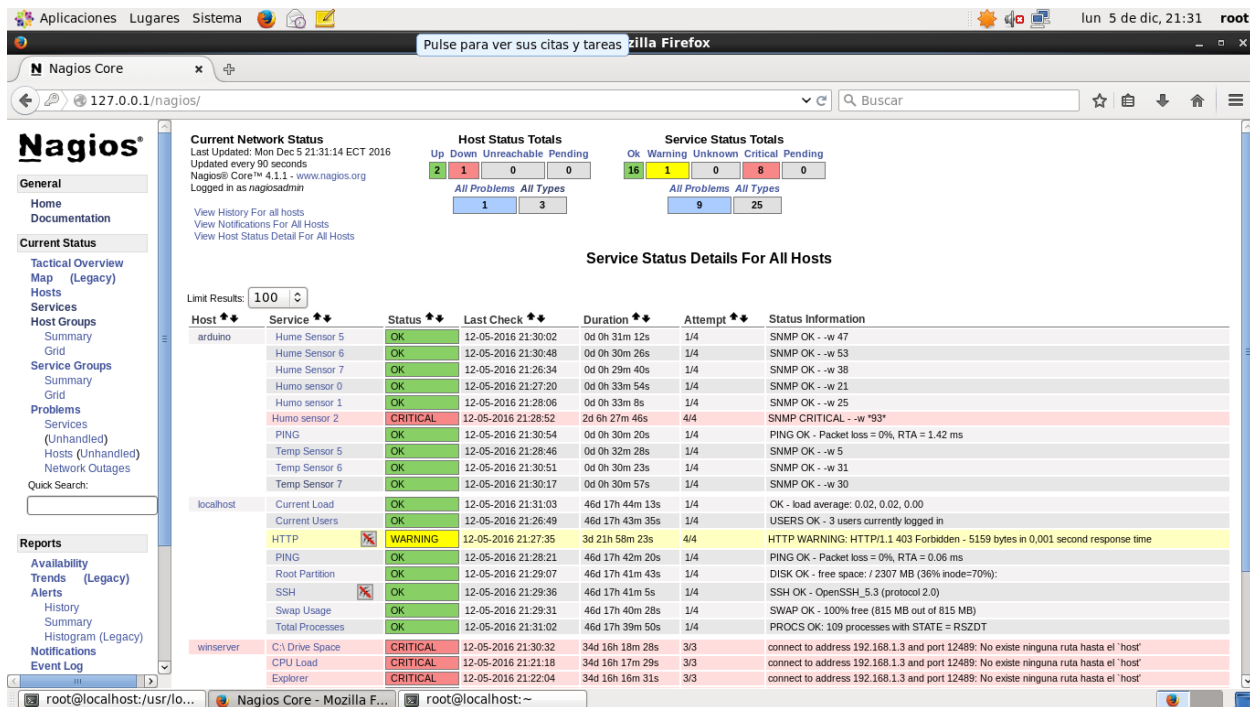 Aplicaciones Lugares Sistema lun 5 de dic, 21:31 root
Pulse para ver sus citas y tareas zilla Firefox
Nagios Core
127.0.0.1/nagios/ Buscar
Nagios®
General
Home
Documentation
Current Status
Tactical Overview
Map (Legacy)
Hosts
Services
Host Groups
Summary
Grid
Service Groups
Summary
Grid
Problems
Services
(Unhandled)
Hosts (Unhandled)
Network Outages
Quick Search:
Reports
Availability
Trends (Legacy)
Alerts
History
Summary
Histogram (Legacy)
Notifications
Event Log
Current Network Status
Last Updated: Mon Dec 5 21:31:14 ECT 2016
Updated every 90 seconds
Nagios® Core™ 4.1.1 - www.nagios.org
Logged in as nagiosadmin
View History For all hosts
View Notifications For All Hosts
View Host Status Detail For All Hosts
Host Status Totals
Up Down Unreachable Pending
2 1 0 0
All Problems All Types
1 3
Service Status Totals
Ok Warning Unknown Critical Pending
16 1 0 8 0
All Problems All Types
9 25
Service Status Details For All Hosts
Limit Results: 100
Host Service Status Last Check Duration Attempt Status Information
arduino Hume Sensor 5 OK 12-05-2016 21:30:02 0d 0h 31m 12s 1/4 SNMP OK - -w 47
Hume Sensor 6 OK 12-05-2016 21:30:48 0d 0h 30m 26s 1/4 SNMP OK - -w 53
Hume Sensor 7 OK 12-05-2016 21:26:34 0d 0h 29m 40s 1/4 SNMP OK - -w 38
Humo sensor 0 OK 12-05-2016 21:27:20 0d 0h 33m 54s 1/4 SNMP OK - -w 21
Humo sensor 1 OK 12-05-2016 21:28:06 0d 0h 33m 8s 1/4 SNMP OK - -w 25
Humo sensor 2 CRITICAL 12-05-2016 21:28:52 2d 6h 27m 46s 4/4 SNMP CRITICAL - -w *93*
PING OK 12-05-2016 21:30:54 0d 0h 30m 20s 1/4 PING OK - Packet loss = 0%, RTA = 1.42 ms
Temp Sensor 5 OK 12-05-2016 21:28:46 0d 0h 32m 28s 1/4 SNMP OK - -w 5
Temp Sensor 6 OK 12-05-2016 21:30:51 0d 0h 30m 23s 1/4 SNMP OK - -w 31
Temp Sensor 7 OK 12-05-2016 21:30:17 0d 0h 30m 57s 1/4 SNMP OK - -w 30
localhost Current Load OK 12-05-2016 21:31:03 46d 17h 44m 13s 1/4 OK - load average: 0.02, 0.02, 0.00
Current Users OK 12-05-2016 21:26:49 46d 17h 43m 35s 1/4 USERS OK - 3 users currently logged in
HTTP WARNING 12-05-2016 21:27:35 3d 21h 58m 23s 4/4 HTTP WARNING: HTTP/1.1 403 Forbidden - 5159 bytes in 0,001 second response time
PING OK 12-05-2016 21:28:21 46d 17h 42m 20s 1/4 PING OK - Packet loss = 0%, RTA = 0.06 ms
Root Partition OK 12-05-2016 21:29:07 46d 17h 41m 43s 1/4 DISK OK - free space: / 2307 MB (36% inode=70%):
SSH OK 12-05-2016 21:29:36 46d 17h 41m 5s 1/4 SSH OK - OpenSSH_5.3 (protocol 2.0)
Swap Usage OK 12-05-2016 21:29:31 46d 17h 40m 28s 1/4 SWAP OK - 100% free (815 MB out of 815 MB)
Total Processes OK 12-05-2016 21:31:02 46d 17h 39m 50s 1/4 PROCS OK: 109 processes with STATE = RSZDT
winserver C:\ Drive Space CRITICAL 12-05-2016 21:30:32 34d 16h 18m 28s 3/3 connect to address 192.168.1.3 and port 12489: No existe ninguna ruta hasta el `host'
CPU Load CRITICAL 12-05-2016 21:21:18 34d 16h 17m 29s 3/3 connect to address 192.168.1.3 and port 12489: No existe ninguna ruta hasta el `host'
Explorer CRITICAL 12-05-2016 21:22:04 34d 16h 16m 31s 3/3 connect to address 192.168.1.3 and port 12489: No existe ninguna ruta hasta el `host'
root@localhost:/usr/lo... Nagios Core - Mozilla F... root@localhost:~